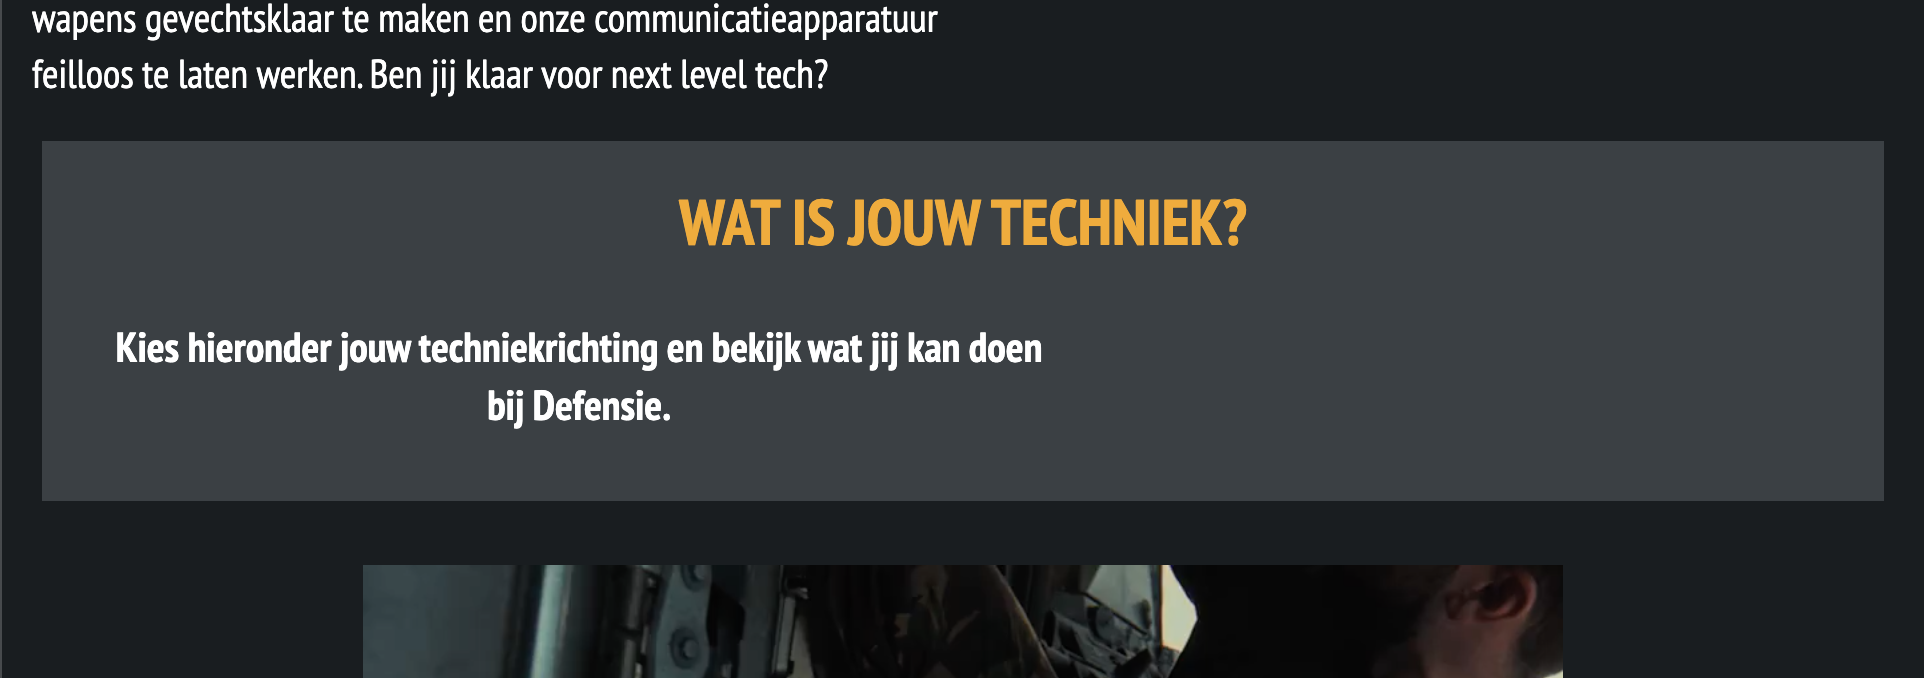 wapens gevechtsklaar te maken en onze communicatieapparatuur
feilloos te laten werken. Ben jij klaar voor next level tech?
WAT IS JOUW TECHNIEK?
Kies hieronder jouw techniekrichting en bekijk wat jij kan doen
bij Defensie.